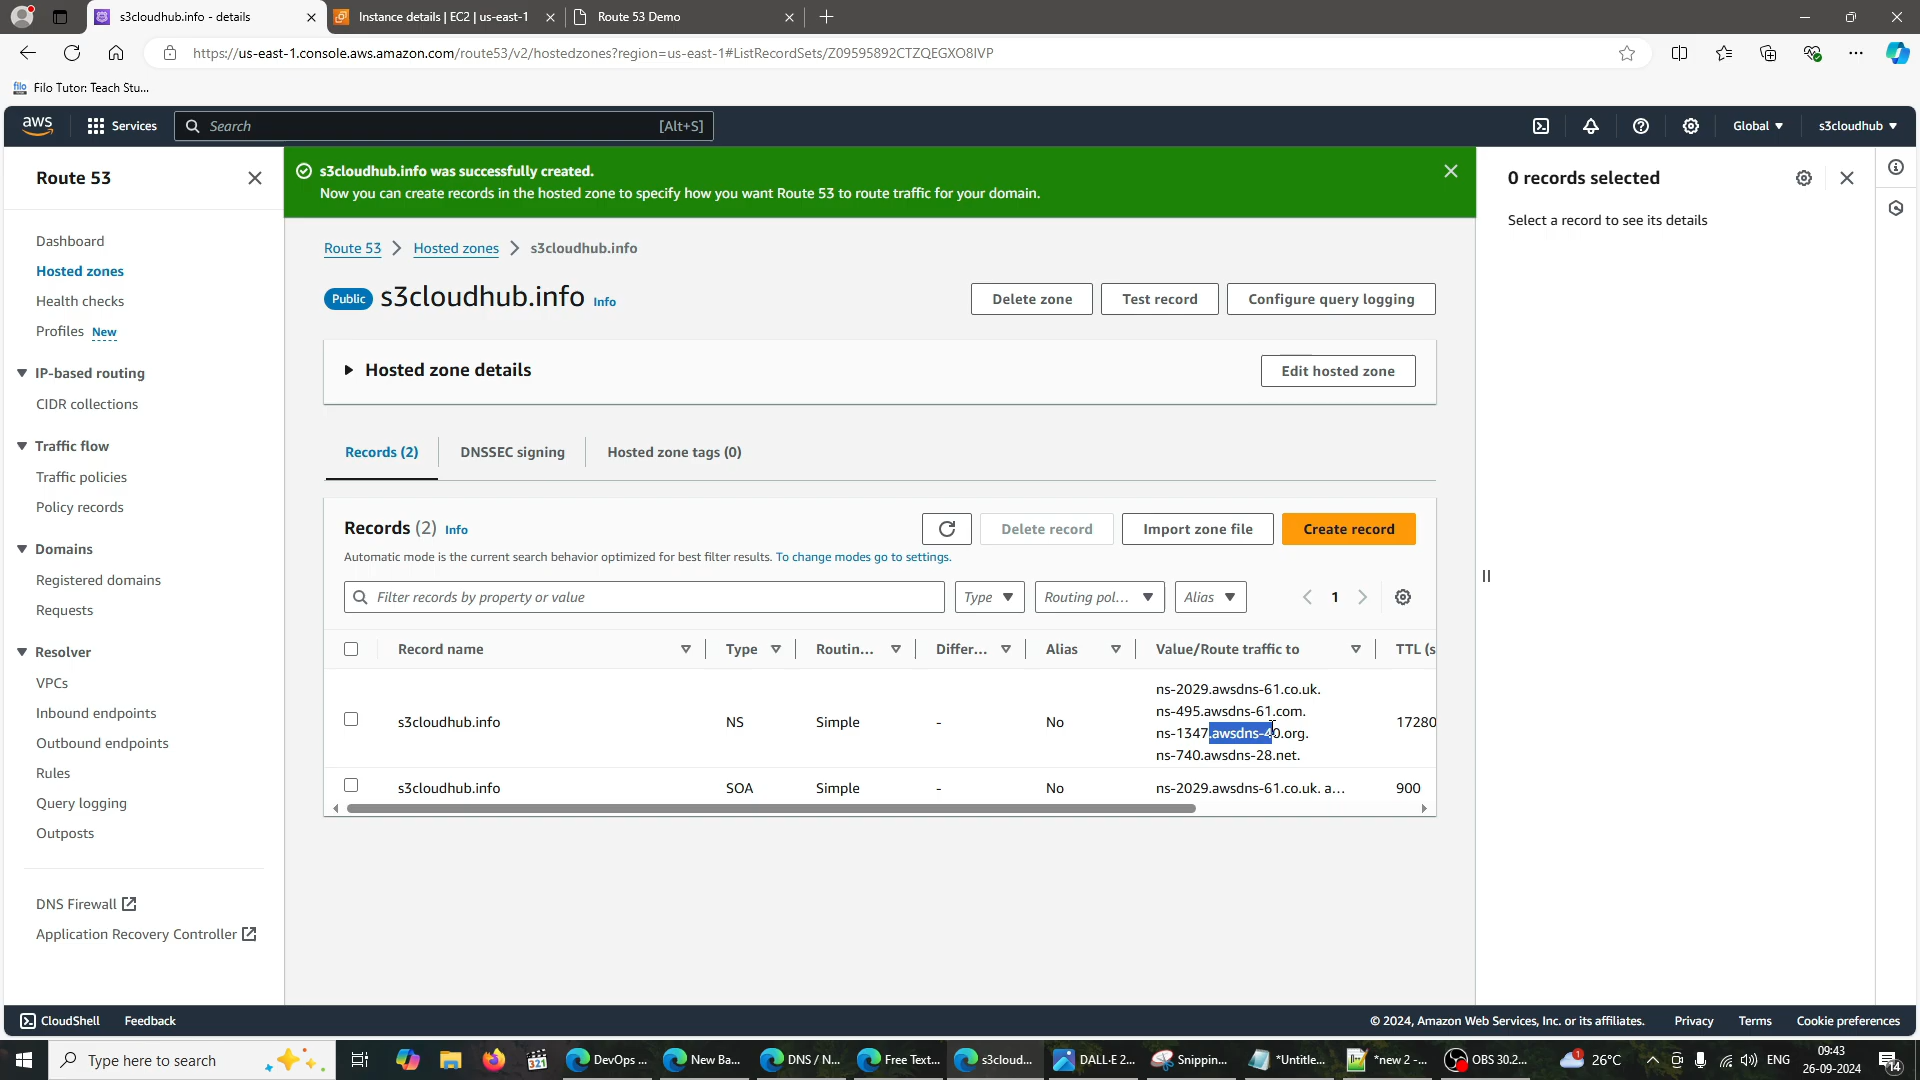 s3cloudhub.info - details
Instance details | EC2 | us-east-1
Route 53 Demo
https://us-east-1.console.aws.amazon.com/route53/v2/hostedzones?region=us-east-1#ListRecordSets/Z09595892CTZQEGXO8IVP
filo
Filo Tutor: Teach Stu...
aws
Services
Search
[Alt+S]
Global
s3cloudhub
Route 53
Dashboard
Hosted zones
Health checks
Profiles New
IP-based routing
CIDR collections
Traffic flow
Traffic policies
Policy records
Domains
Registered domains
Requests
Resolver
VPCs
Inbound endpoints
Outbound endpoints
Rules
Query logging
Outposts
DNS Firewall
Application Recovery Controller
s3cloudhub.info was successfully created.
Now you can create records in the hosted zone to specify how you want Route 53 to route traffic for your domain.
Route 53 > Hosted zones > s3cloudhub.info
Public s3cloudhub.info Info
Delete zone
Test record
Configure query logging
Hosted zone details
Edit hosted zone
Records (2)
DNSSEC signing
Hosted zone tags (0)
Records (2) Info
Delete record
Import zone file
Create record
Automatic mode is the current search behavior optimized for best filter results. To change modes go to settings.
Filter records by property or value
Type
Routing pol...
Alias
1
Record name
Type
Routin...
Differ...
Alias
Value/Route traffic to
TTL (s
s3cloudhub.info
NS
Simple
-
No
ns-2029.awsdns-61.co.uk.
ns-495.awsdns-61.com.
ns-1347.awsdns-40.org.
ns-740.awsdns-28.net.
17280
s3cloudhub.info
SOA
Simple
-
No
ns-2029.awsdns-61.co.uk. a...
900
0 records selected
Select a record to see its details
CloudShell
Feedback
© 2024, Amazon Web Services, Inc. or its affiliates.
Privacy
Terms
Cookie preferences
Type here to search
321
DevOps ...
New Ba...
DNS / N...
Free Text...
s3cloud...
DALL·E 2...
Snippin...
*Untitle...
*new 2 -...
OBS 30.2...
1
26°C
ENG
09:43
26-09-2024
14